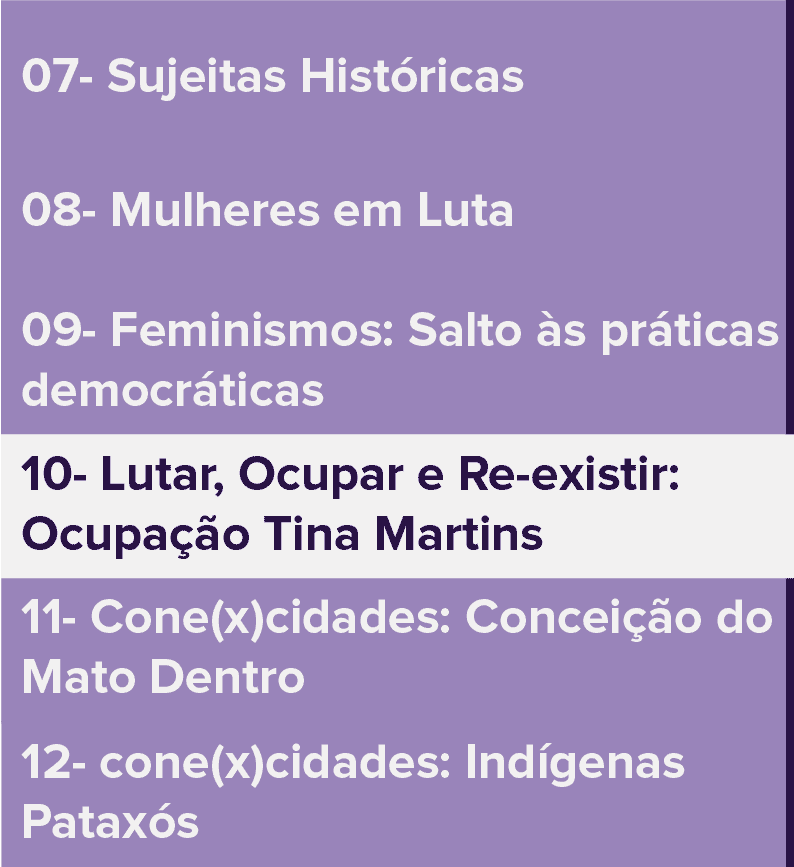 07- Sujeitas Históricas
08- Mulheres em Luta
09- Feminismos: Salto às práticas
democráticas
10- Lutar, Ocupar e Re-existir:
Ocupação Tina Martins
11- Cone(x)cidades: Conceição do
Mato Dentro
12- cone(x)cidades: Indígenas
Pataxós